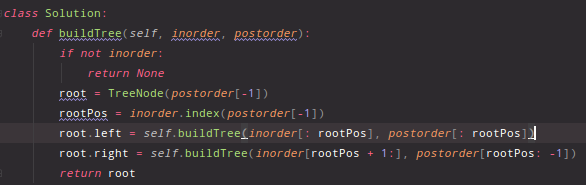 class Solution:
    def buildTree(self, inorder, postorder):
        if not inorder:
            return None
        root = TreeNode(postorder[-1])
        rootPos = inorder.index(postorder[-1])
        root.left = self.buildTree(inorder[: rootPos], postorder[: rootPos])
        root.right = self.buildTree(inorder[rootPos + 1:], postorder[rootPos: -1])
        return root